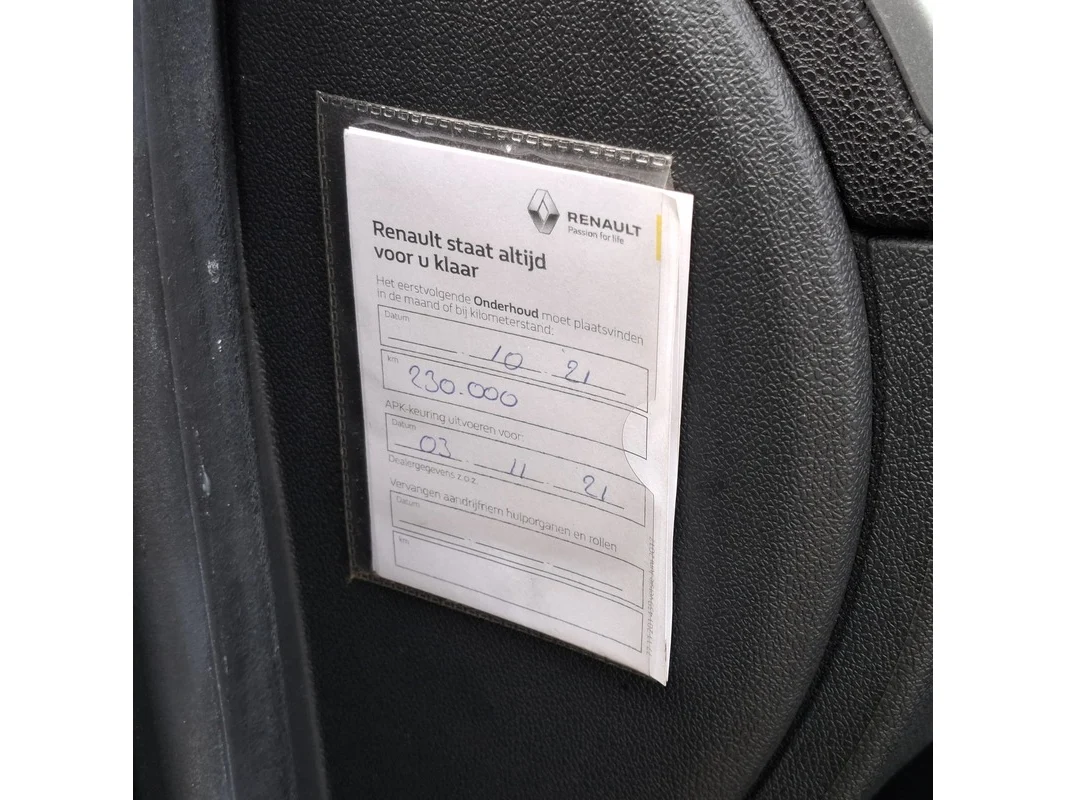 RENAULT
Passion for life
Renault staat altijd
voor u klaar
Het eerstvolgende Onderhoud moet plaatsvinden
in de maand of bij kilometerstand:
Datum
10 '21
km
230.000
APK-keuring uitvoeren voor:
Datum
03 11 21
Dealergegevens z.o.z.
Vervangen aandrijfriem hulporganen en rollen
Datum
km